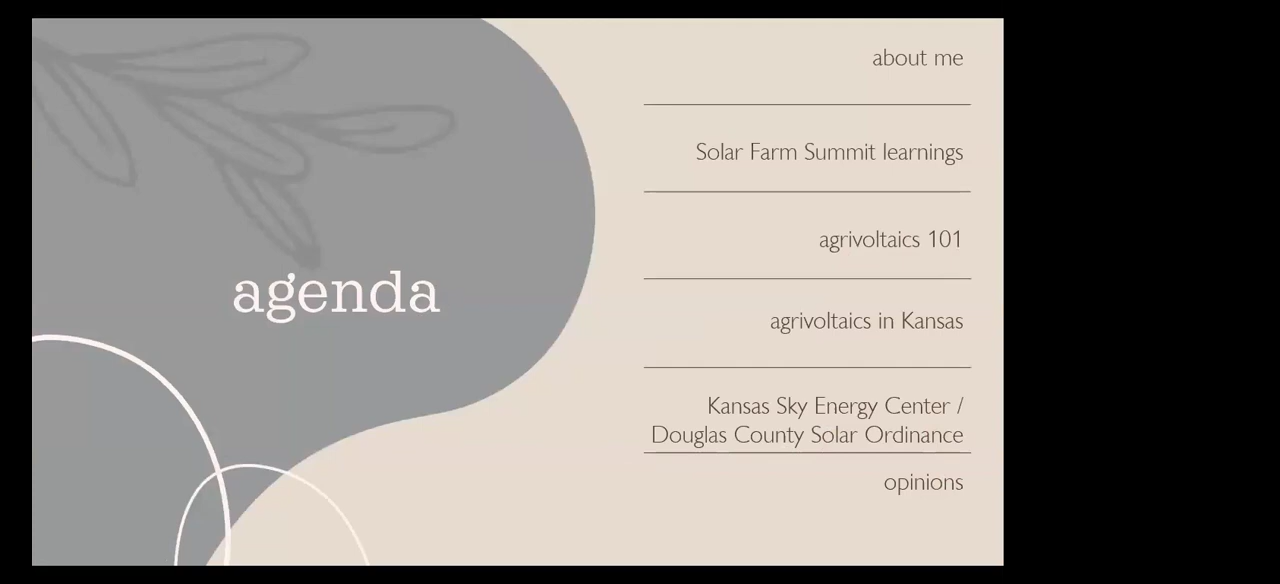 agenda
about me
Solar Farm Summit learnings
agrivoltaics 101
agrivoltaics in Kansas
Kansas Sky Energy Center /
Douglas County Solar Ordinance
opinions